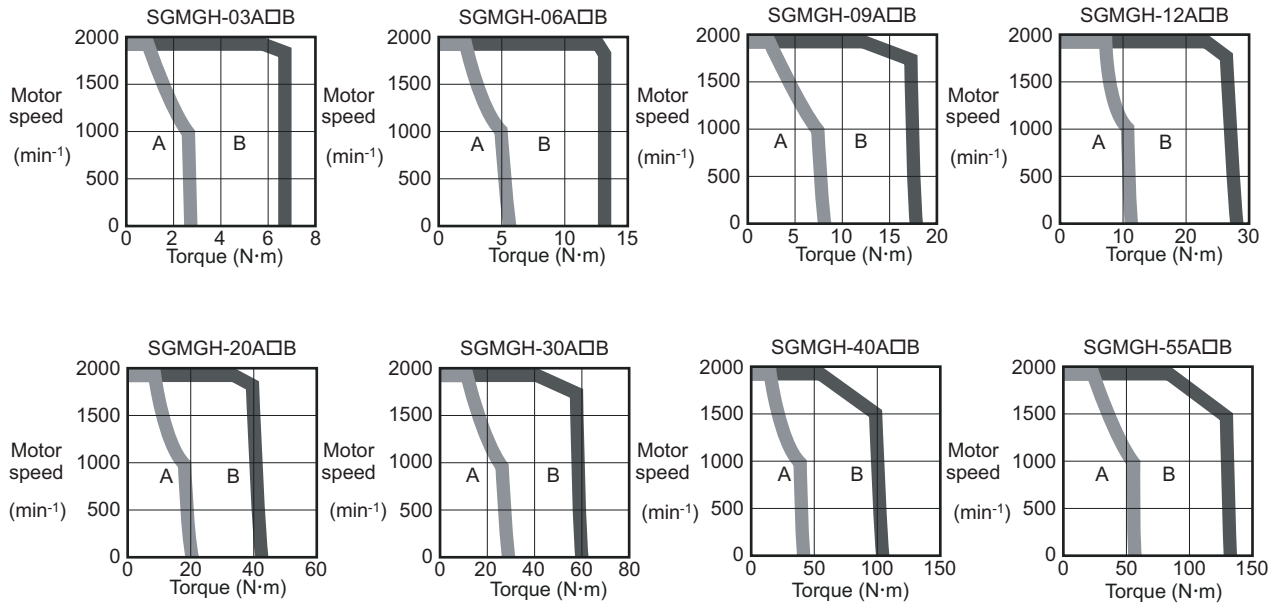 SGMGH-03A□B
2000
1500
1000
500
0
Motor
speed
(min-1)
A
B
0 2 4 6 8
Torque (N·m)
SGMGH-06A□B
2000
1500
1000
500
0
Motor
speed
(min-1)
A
B
0 5 10 15
Torque (N·m)
SGMGH-09A□B
2000
1500
1000
500
0
Motor
speed
(min-1)
A
B
0 5 10 15 20
Torque (N·m)
SGMGH-12A□B
2000
1500
1000
500
0
Motor
speed
(min-1)
A
B
0 10 20 30
Torque (N·m)
SGMGH-20A□B
2000
1500
1000
500
0
Motor
speed
(min-1)
A
B
0 20 40 60
Torque (N·m)
SGMGH-30A□B
2000
1500
1000
500
0
Motor
speed
(min-1)
A
B
0 20 40 60 80
Torque (N·m)
SGMGH-40A□B
2000
1500
1000
500
0
Motor
speed
(min-1)
A
B
0 50 100 150
Torque (N·m)
SGMGH-55A□B
2000
1500
1000
500
0
Motor
speed
(min-1)
A
B
0 50 100 150
Torque (N·m)